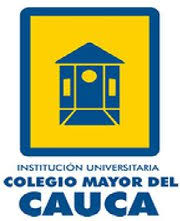 INSTITUCIÓN UNIVERSITARIA
COLEGIO MAYOR DEL
CAUCA